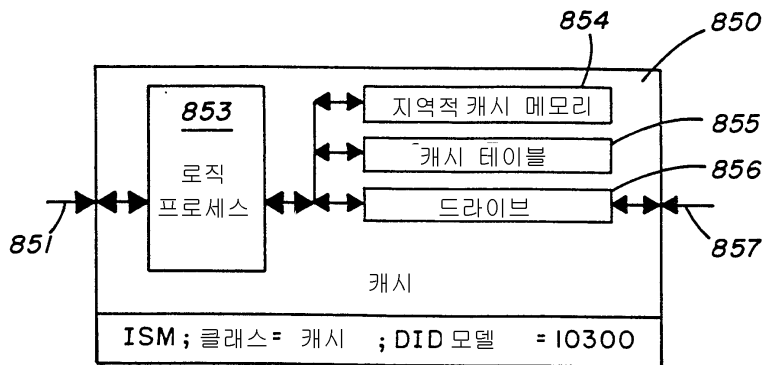 854
850
853
지역적 캐시 메모리
855
캐시 테이블
856
로직
프로세스
드라이브
851
857
캐시
ISM ; 클래스= 캐시 ; DID 모델 =10300